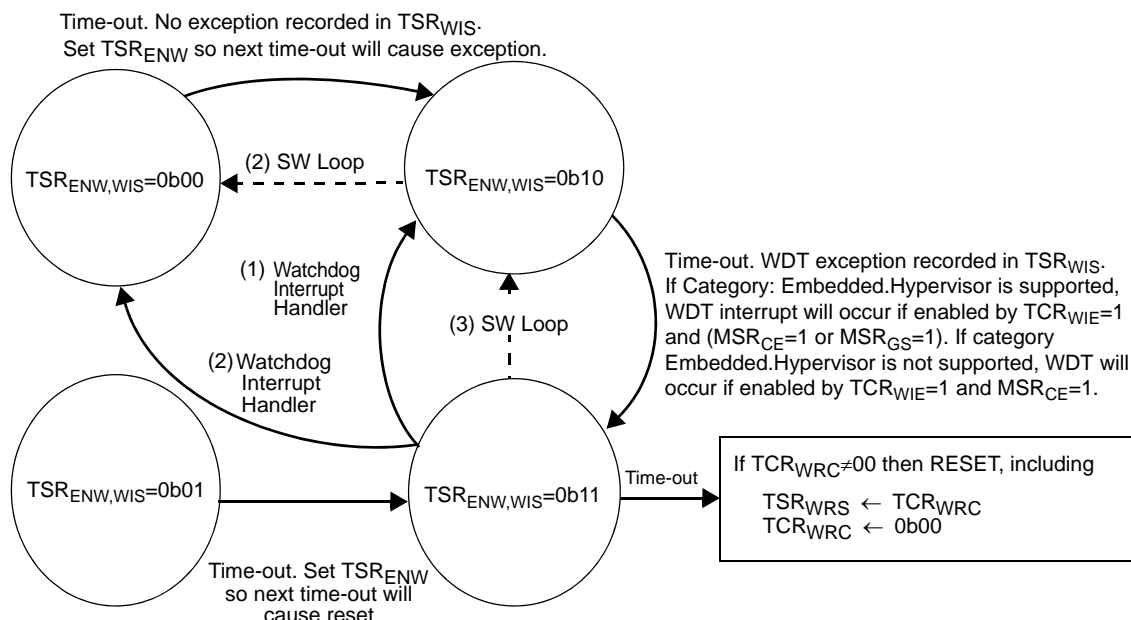 Time-out. No exception recorded in TSRWIS.
Set TSRENW so next time-out will cause exception.
TSRENW,WIS=0b00
(2) SW Loop
TSRENW,WIS=0b10
(1) Watchdog
Interrupt
Handler
(3) SW Loop
Time-out. WDT exception recorded in TSRWIS.
If Category: Embedded.Hypervisor is supported,
WDT interrupt will occur if enabled by TCRWIE=1
and (MSRCE=1 or MSRGS=1). If category
Embedded.Hypervisor is not supported, WDT will
occur if enabled by TCRWIE=1 and MSRCE=1.
(2) Watchdog
Interrupt
Handler
TSRENW,WIS=0b01
TSRENW,WIS=0b11
Time-out
If TCRWRC≠00 then RESET, including
TSRWRS ← TCRWRC
TCRWRC ← 0b00
Time-out. Set TSRENW
so next time-out will
cause reset